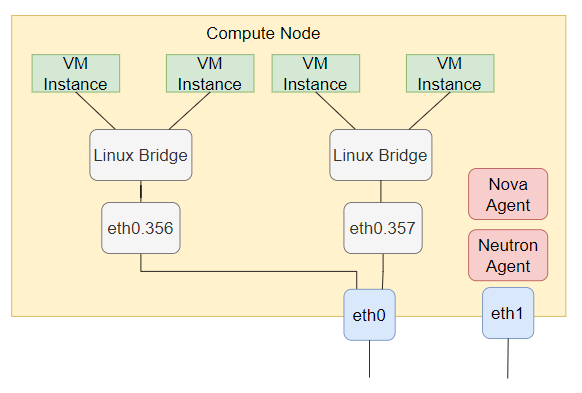 Compute Node
VM
Instance
VM
Instance
VM
Instance
VM
Instance
Linux Bridge
Linux Bridge
Nova
Agent
eth0.356
eth0.357
Neutron
Agent
eth0
eth1